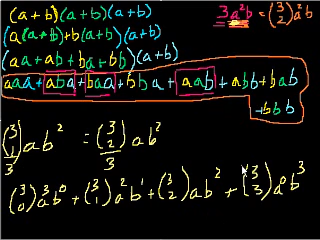 (a+b)(a+b)(a+b)
3a²b = (3 2) a²b
(a(a+b)+b(a+b))(a+b)
(aa+ab+ba+bb)(a+b)
aaa+aba+baa+bba+aab+abb+bab
+bbb
(3 1) ab² = (3 2) ab²
3 3
(3 0) a³b⁰ + (3 1) a²b¹ + (3 2) ab² + (3 3) a⁰b³